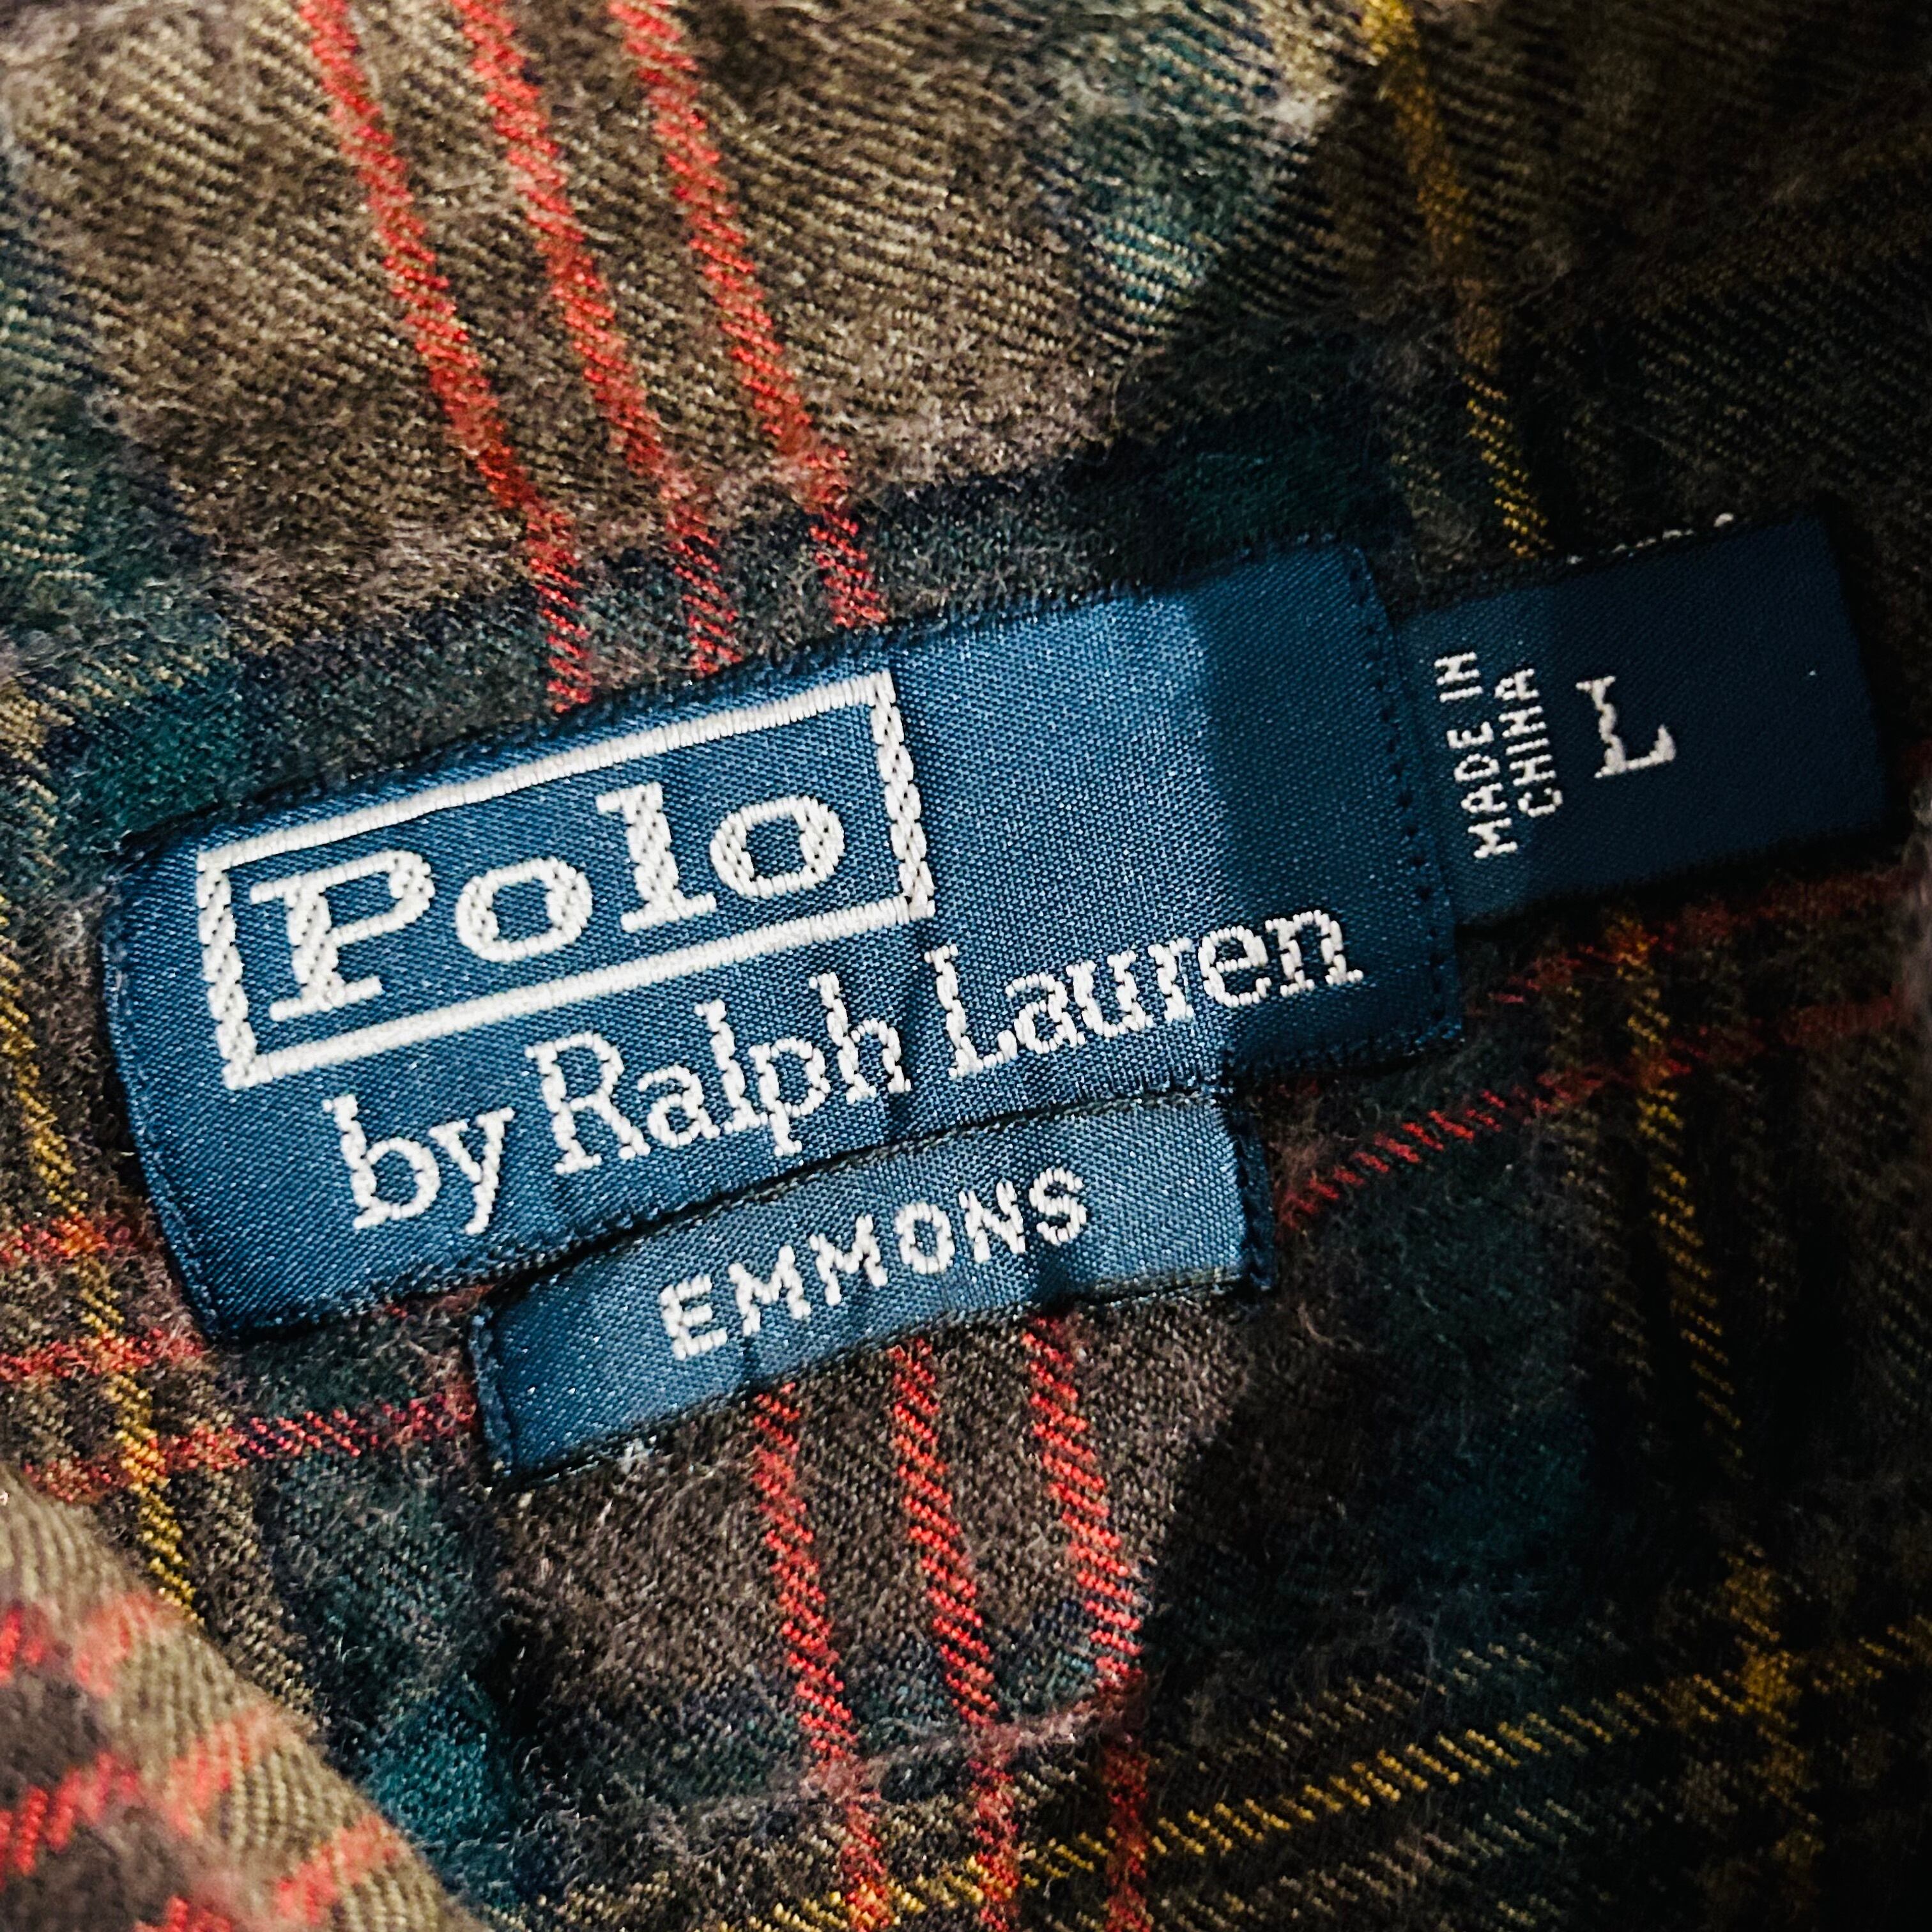 Polo
by Ralph Lauren
EMMONS
MADE IN
CHINA
L